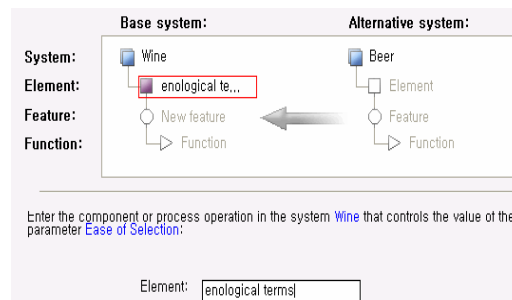 Base system: Alternative system:
System: Wine Beer
Element: enological te... Element
Feature: New feature Feature
Function: Function Function
Enter the component or process operation in the system Wine that controls the value of the
parameter Ease of Selection:
Element: enological terms